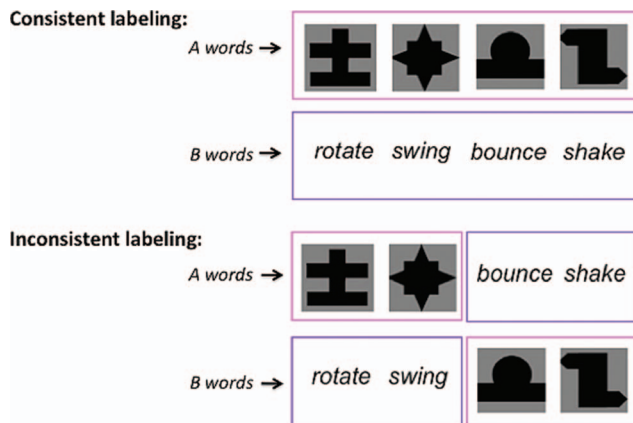 Consistent labeling:
A words →
B words → rotate swing bounce shake
Inconsistent labeling:
A words → bounce shake
B words → rotate swing